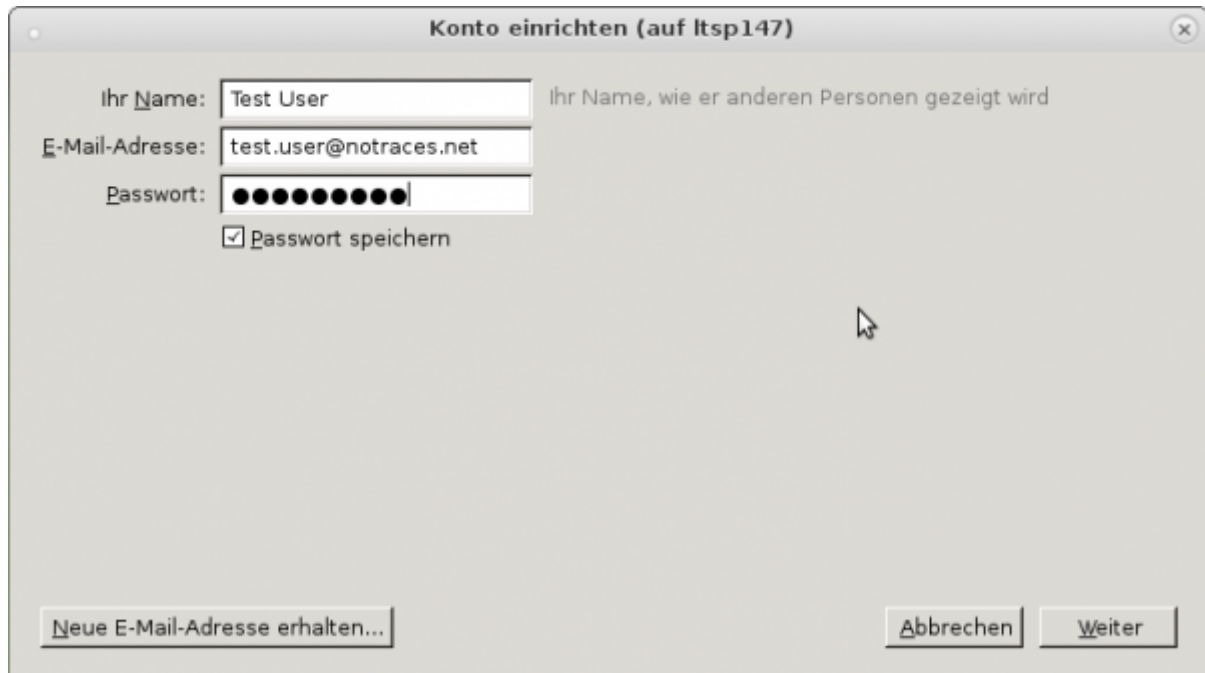 Konto einrichten (auf ltsp147)
Ihr Name: Test User Ihr Name, wie er anderen Personen gezeigt wird
E-Mail-Adresse: test.user@notraces.net
Passwort: ●●●●●●●●●
Passwort speichern
Neue E-Mail-Adresse erhalten... Abbrechen Weiter